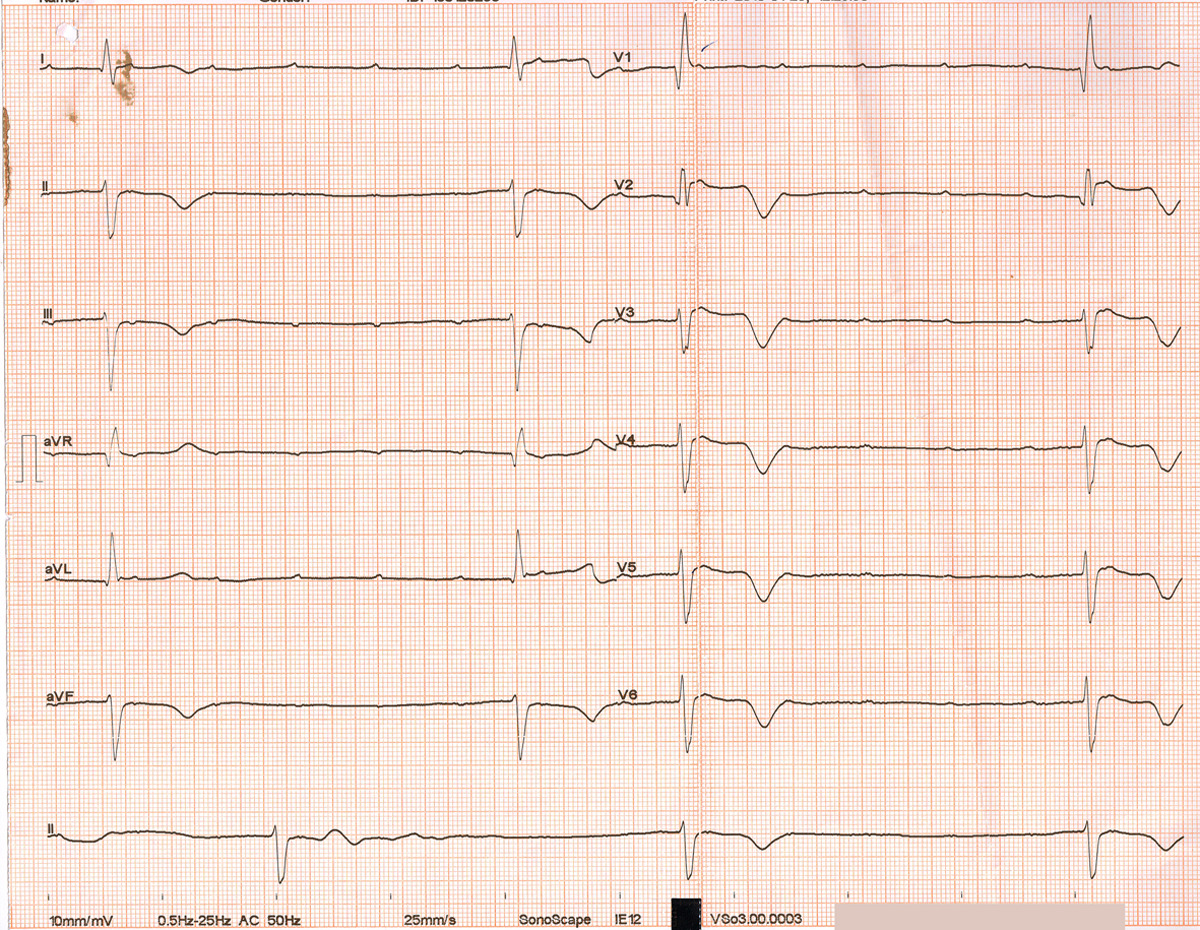 I V1
II V2
III V3
aVR V4
aVL V5
aVF V6
II
10mm/mV 0.5Hz-25Hz AC 50Hz 25mm/s SonoScape IE12 VSo3.00.0003